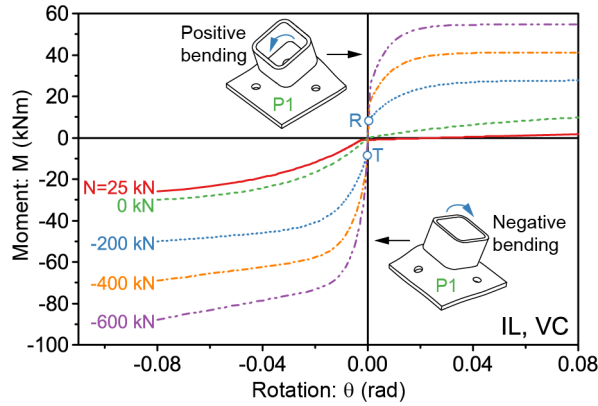 Moment: M (kNm)
60
40
20
0
-20
-40
-60
-80
-100
Positive
bending
P1
R
T
N=25 kN
0 kN
-200 kN
-400 kN
-600 kN
Negative
bending
P1
IL, VC
-0.08
-0.04
0.00
0.04
0.08
Rotation: θ (rad)